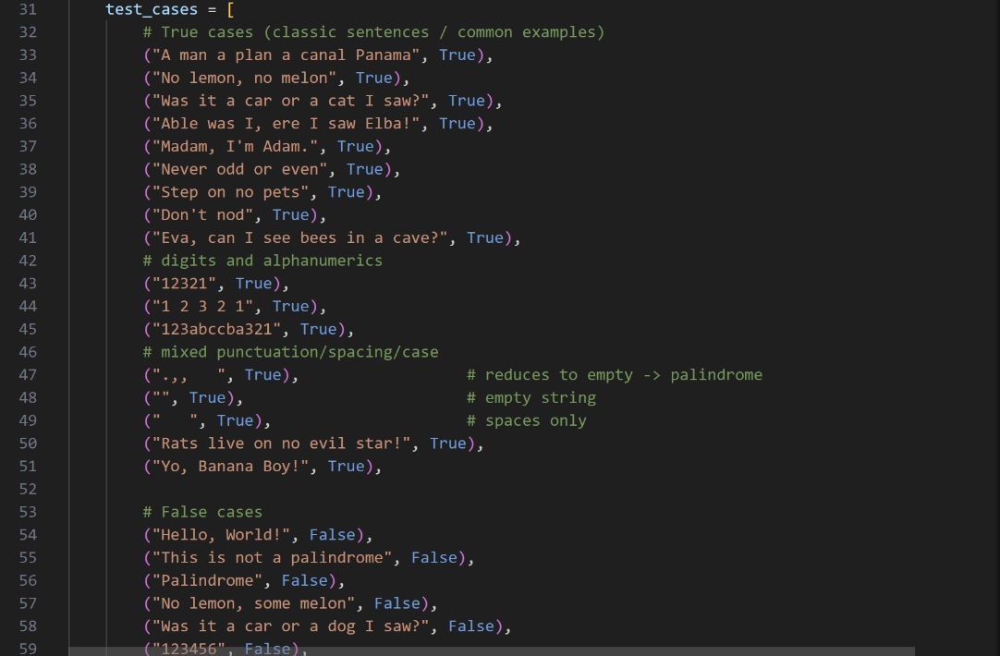 31 test_cases = [
32 # True cases (classic sentences / common examples)
33 ("A man a plan a canal Panama", True),
34 ("No lemon, no melon", True),
35 ("Was it a car or a cat I saw?", True),
36 ("Able was I, ere I saw Elba!", True),
37 ("Madam, I'm Adam.", True),
38 ("Never odd or even", True),
39 ("Step on no pets", True),
40 ("Don't nod", True),
41 ("Eva, can I see bees in a cave?", True),
42 # digits and alphanumerics
43 ("12321", True),
44 ("1 2 3 2 1", True),
45 ("123abccba321", True),
46 # mixed punctuation/spacing/case
47 (".,,   ", True), # reduces to empty -> palindrome
48 ("", True), # empty string
49 ("   ", True), # spaces only
50 ("Rats live on no evil star!", True),
51 ("Yo, Banana Boy!", True),
52
53 # False cases
54 ("Hello, World!", False),
55 ("This is not a palindrome", False),
56 ("Palindrome", False),
57 ("No lemon, some melon", False),
58 ("Was it a car or a dog I saw?", False),
59 ("123456", False),